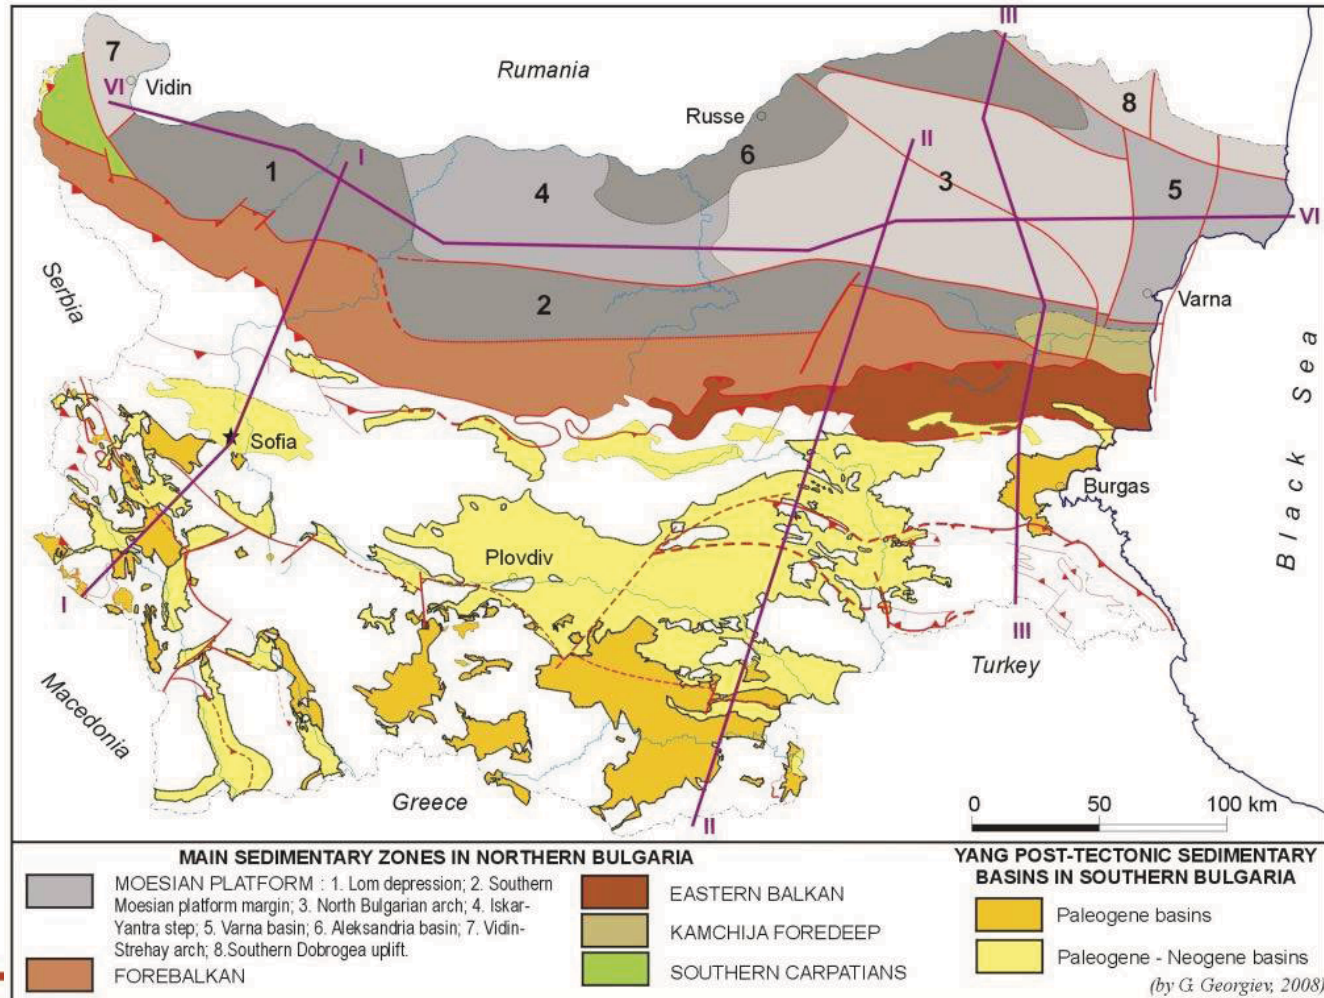 III
7
VI
Vidin
Rumania
8
Russe
II
6
I
1
4
3
5
VI
Serbia
2
Varna
Black Sea
Sofia
Burgas
Plovdiv
I
III
Turkey
Macedonia
Greece
II
0 50 100 km
MAIN SEDIMENTARY ZONES IN NORTHERN BULGARIA
MOESIAN PLATFORM : 1. Lom depression; 2. Southern
Moesian platform margin; 3. North Bulgarian arch; 4. Iskar-
Yantra step; 5. Varna basin; 6. Aleksandria basin; 7. Vidin-
Strehay arch; 8.Southern Dobrogea uplift.
FOREBALKAN
EASTERN BALKAN
KAMCHIJA FOREDEEP
SOUTHERN CARPATIANS
YANG POST-TECTONIC SEDIMENTARY
BASINS IN SOUTHERN BULGARIA
Paleogene basins
Paleogene - Neogene basins
(by G. Georgiev, 2008)